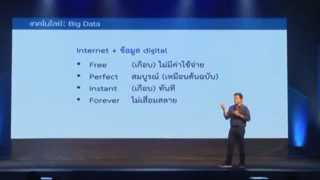 เทคโนโลยี: Big Data
Internet + ข้อมูล digital
• Free (เกือบ) ไม่มีค่าใช้จ่าย
• Perfect สมบูรณ์ (เหมือนต้นฉบับ)
• Instant (เกือบ) ทันที
• Forever ไม่เสื่อมสลาย